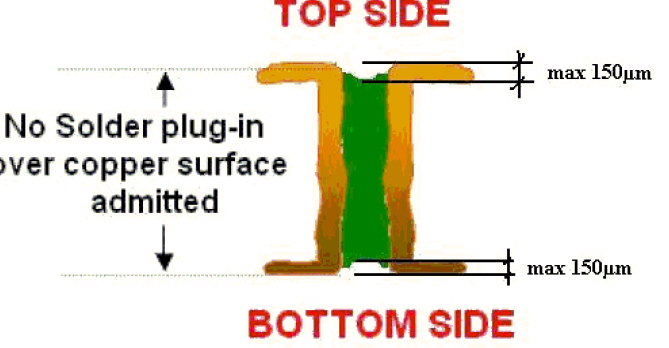 TOP SIDE
max 150µm
No Solder plug-in
over copper surface
admitted
max 150µm
BOTTOM SIDE